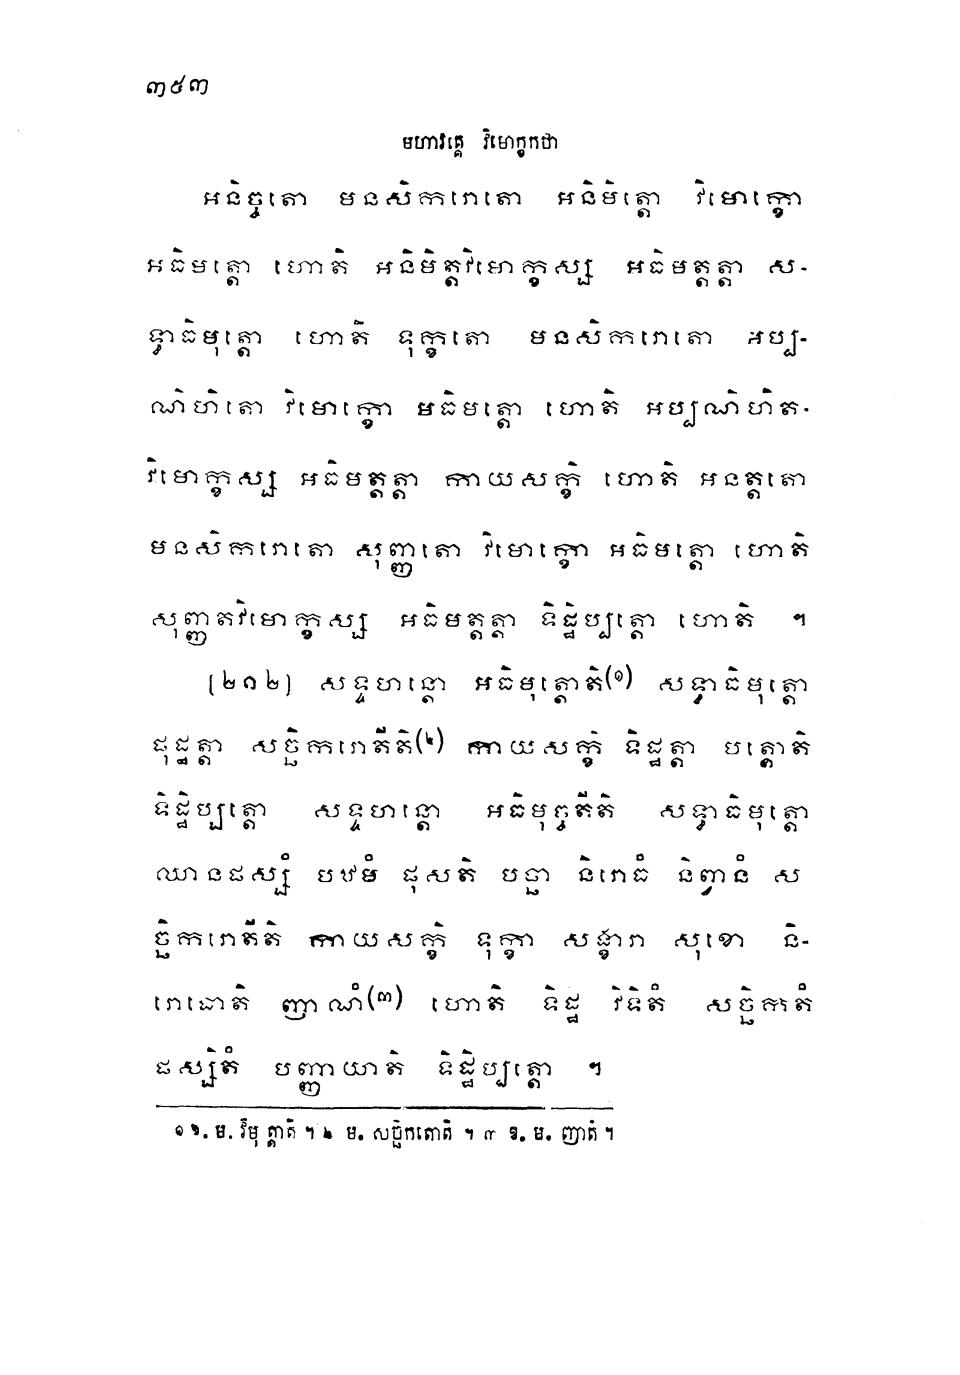 ៣៥៣
មហាវគ្គេ វិមោក្ខកថា
អនិច្ចតោ មនសិករោតោ អនិមិត្តោ វិមោក្ខោ
អធិមត្តោ ហោតិ អនិមិត្តវិមោក្ខស្ស អធិមត្តត្តា ស-
ទ្ធាធិមុត្តោ ហោតិ ទុក្ខតោ មនសិករោតោ អប្ប-
ណិហិតោ វិមោក្ខោ អធិមត្តោ ហោតិ អប្បណិហិត-
វិមោក្ខស្ស អធិមត្តត្តា កាយសក្ខិ ហោតិ អនត្តតោ
មនសិករោតោ សុញ្ញតោ វិមោក្ខោ អធិមត្តោ ហោតិ
សុញ្ញតវិមោក្ខស្ស អធិមត្តត្តា ទិដ្ឋិប្បត្តោ ហោតិ ។
[២០២] សទ្ទហន្តោ អធិមុត្តោតិ(១) សទ្ធាធិមុត្តោ
ផុដ្ឋត្តា សច្ឆិករោតីតិ(២) កាយសក្ខិ ទិដ្ឋត្តា បត្តោតិ
ទិដ្ឋិប្បត្តោ សទ្ទហន្តោ អធិមុច្ចតីតិ សទ្ធាធិមុត្តោ
ឈានផស្សំ បឋមំ ផុសតិ បច្ឆា និរោធំ និព្វានំ ស
ច្ឆិករោតីតិ កាយសក្ខិ ទុក្ខា សង្ខារា សុខោ និ-
រោធោតិ ញាណំ(៣) ហោតិ ទិដ្ឋ វិទិតំ សច្ឆិកតំ
ផស្សិតំ បញ្ញាយាតិ ទិដ្ឋិប្បត្តោ ។
១ ឱ. ម. វិមុត្តាតិ ។ ២ ម. សច្ឆិកតោតិ ។ ៣ ឱ. ម. ញាតំ ។